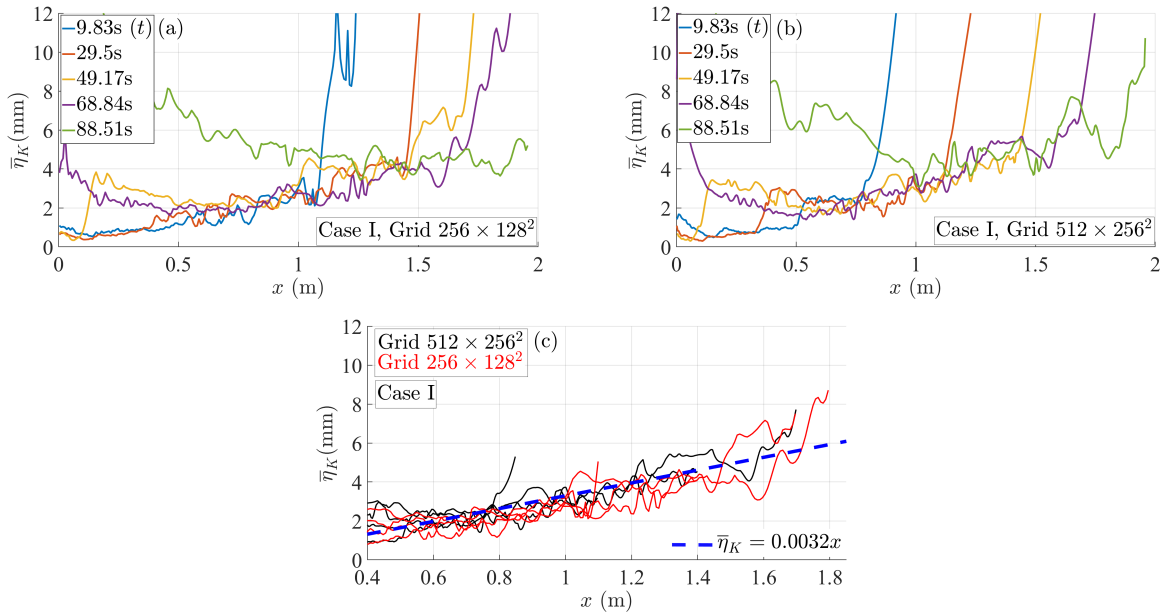 12
10
8
6
4
2
0
η̅_K(mm)
9.83s (t) (a)
29.5s
49.17s
68.84s
88.51s
Case I, Grid 256 × 128²
0 0.5 1 1.5 2
x (m)
12
10
8
6
4
2
0
η̅_K(mm)
9.83s (t) (b)
29.5s
49.17s
68.84s
88.51s
Case I, Grid 512 × 256²
0 0.5 1 1.5 2
x (m)
12
10
8
6
4
2
0
η̅_K(mm)
Grid 512 × 256² (c)
Grid 256 × 128²
Case I
η̅_K = 0.0032x
0.4 0.6 0.8 1 1.2 1.4 1.6 1.8
x (m)